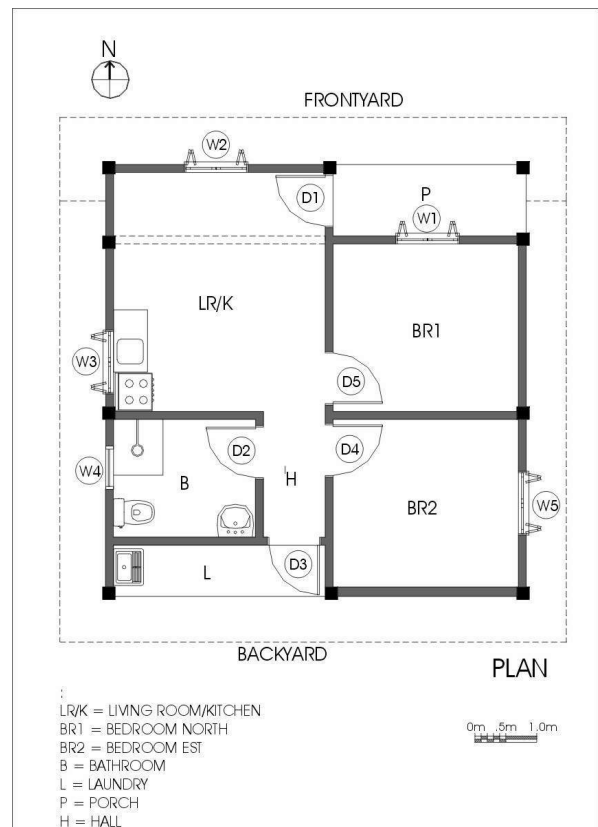 N
FRONTYARD
W2
D1
P
W1
LR/K
BR1
W3
D5
D2
D4
W4
B
H
BR2
W5
L
D3
BACKYARD
PLAN
:
LR/K = LIVING ROOM/KITCHEN
BR1 = BEDROOM NORTH
BR2 = BEDROOM EST
B = BATHROOM
L = LAUNDRY
P = PORCH
H = HALL
0m .5m 1.0m